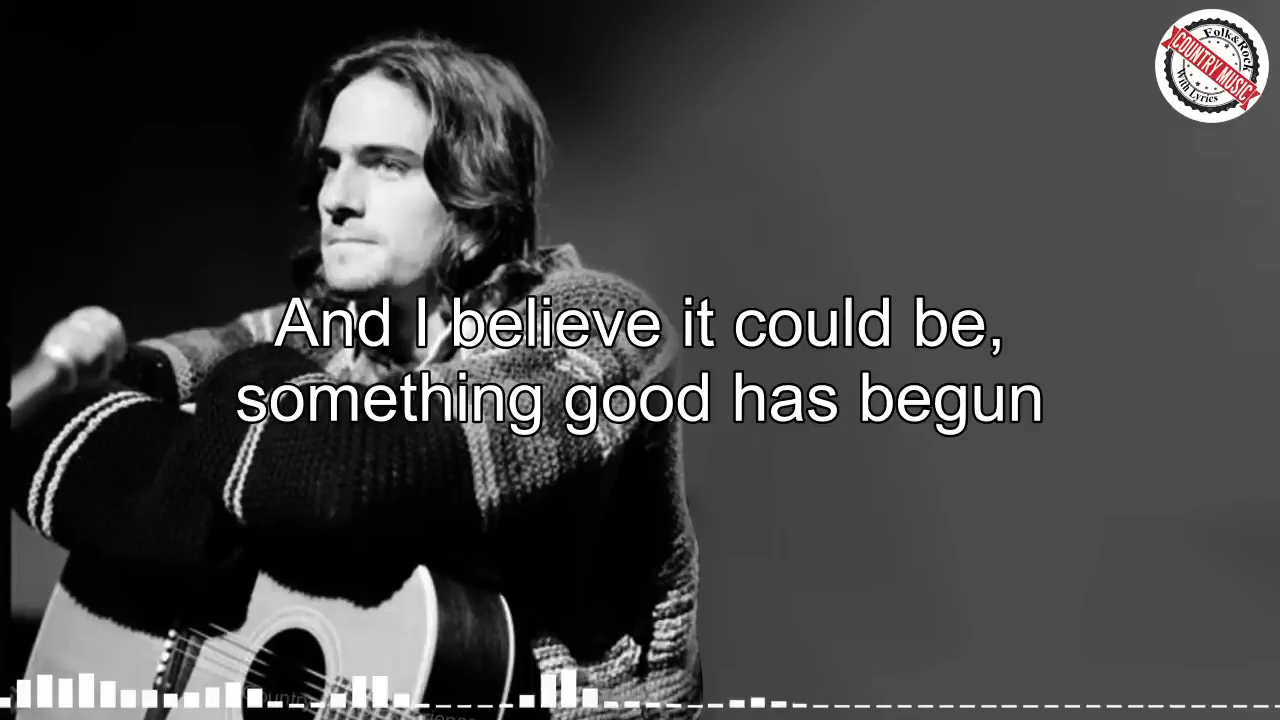 Folk&Rock
COUNTRY MUSIC
With Lyrics
And I believe it could be,
something good has begun